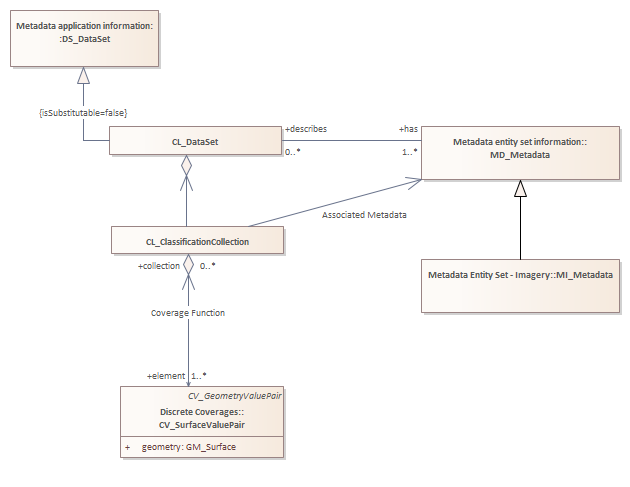 Metadata application information:
:DS_DataSet
{isSubstitutable=false}
CL_DataSet
+describes
+has
0..*
1..*
Metadata entity set information::
MD_Metadata
Associated Metadata
CL_ClassificationCollection
+collection
0..*
Metadata Entity Set - Imagery::MI_Metadata
Coverage Function
+element
1..*
CV_GeometryValuePair
Discrete Coverages::
CV_SurfaceValuePair
+ geometry: GM_Surface